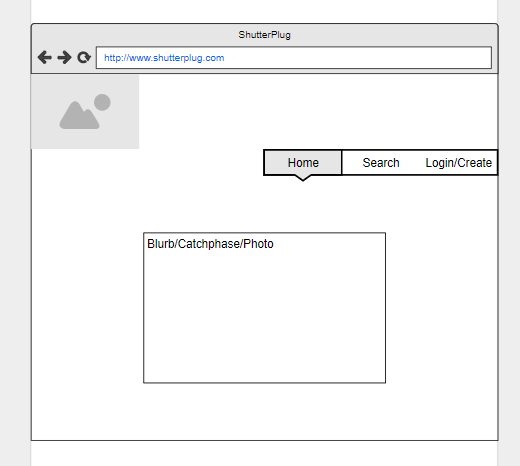 ShutterPlug
http://www.shutterplug.com
Home Search Login/Create
Blurb/Catchphase/Photo